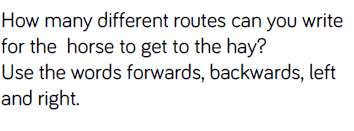 How many different routes can you write
for the  horse to get to the hay?
Use the words forwards, backwards, left
and right.